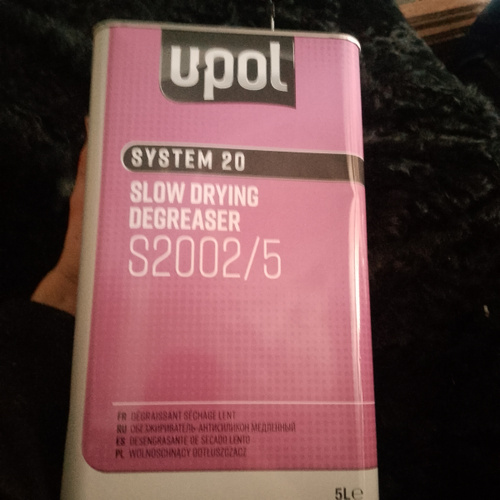 U-pol
SYSTEM 20
SLOW DRYING
DEGREASER
S2002/5
FR DÉGRAISSANT SÉCHAGE LENT
RU ОБЕЗЖИРИВАТЕЛЬ-АНТИСИЛИКОН МЕДЛЕННЫЙ
ES DESENGRASANTE DE SECADO LENTO
PL WOLNOSCHNĄCY ODTŁUSZCZACZ
5L℮